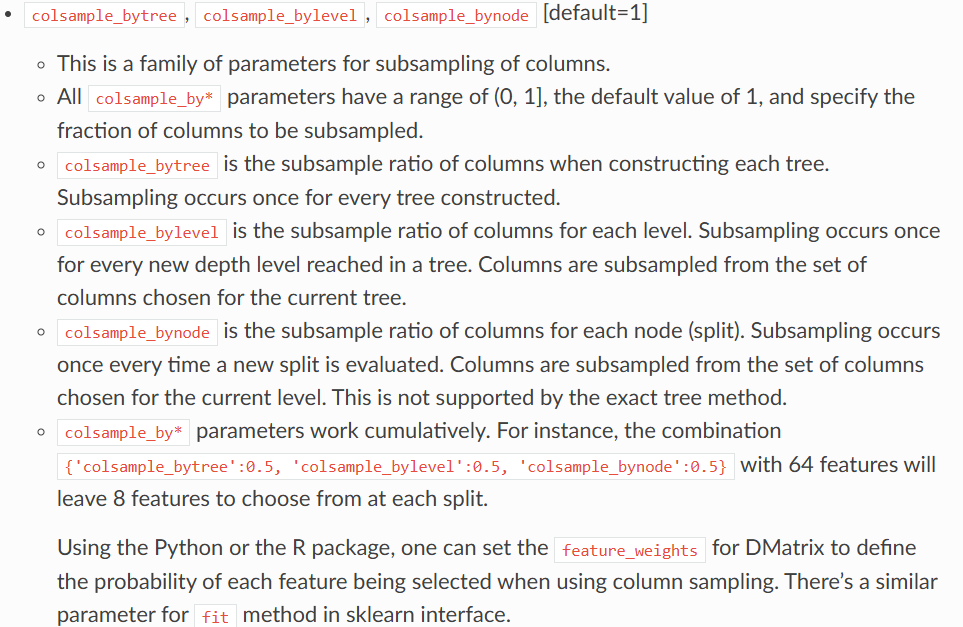 colsample_bytree, colsample_bylevel, colsample_bynode [default=1]
This is a family of parameters for subsampling of columns.
All colsample_by* parameters have a range of (0, 1], the default value of 1, and specify the
fraction of columns to be subsampled.
colsample_bytree is the subsample ratio of columns when constructing each tree.
Subsampling occurs once for every tree constructed.
colsample_bylevel is the subsample ratio of columns for each level. Subsampling occurs once
for every new depth level reached in a tree. Columns are subsampled from the set of
columns chosen for the current tree.
colsample_bynode is the subsample ratio of columns for each node (split). Subsampling occurs
once every time a new split is evaluated. Columns are subsampled from the set of columns
chosen for the current level. This is not supported by the exact tree method.
colsample_by* parameters work cumulatively. For instance, the combination
{'colsample_bytree':0.5, 'colsample_bylevel':0.5, 'colsample_bynode':0.5} with 64 features will
leave 8 features to choose from at each split.
Using the Python or the R package, one can set the feature_weights for DMatrix to define
the probability of each feature being selected when using column sampling. There’s a similar
parameter for fit method in sklearn interface.